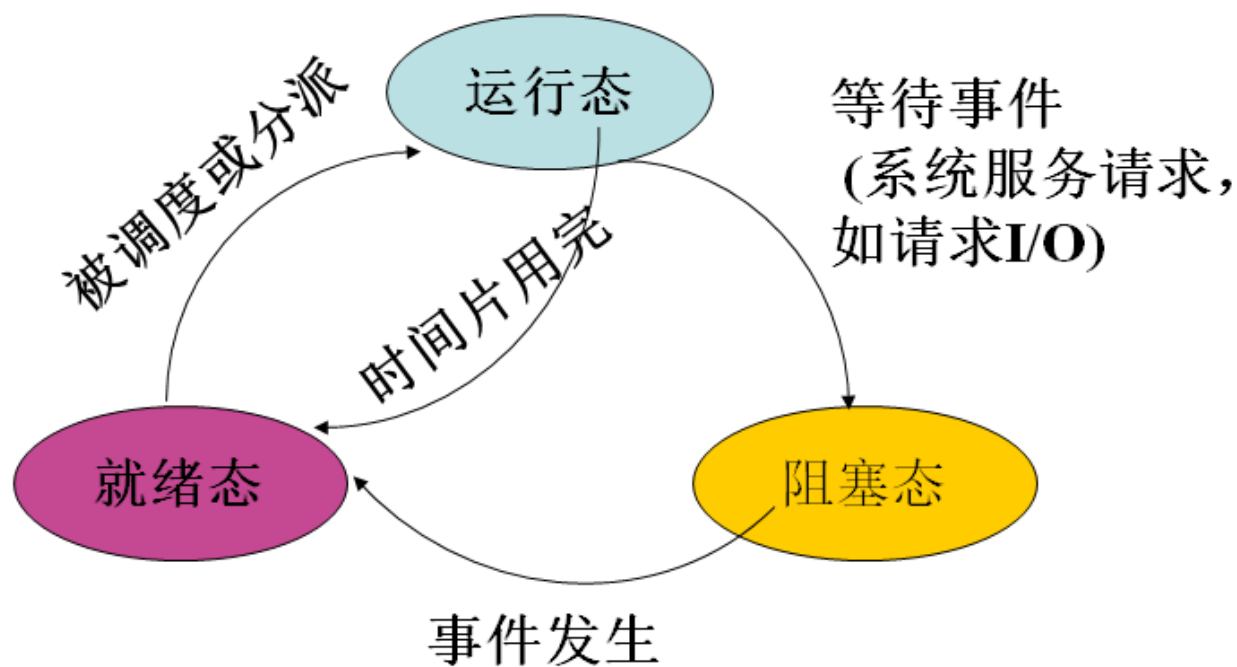 运行态
被调度或分派
等待事件
(系统服务请求,
如请求I/O)
时间片用完
就绪态
阻塞态
事件发生